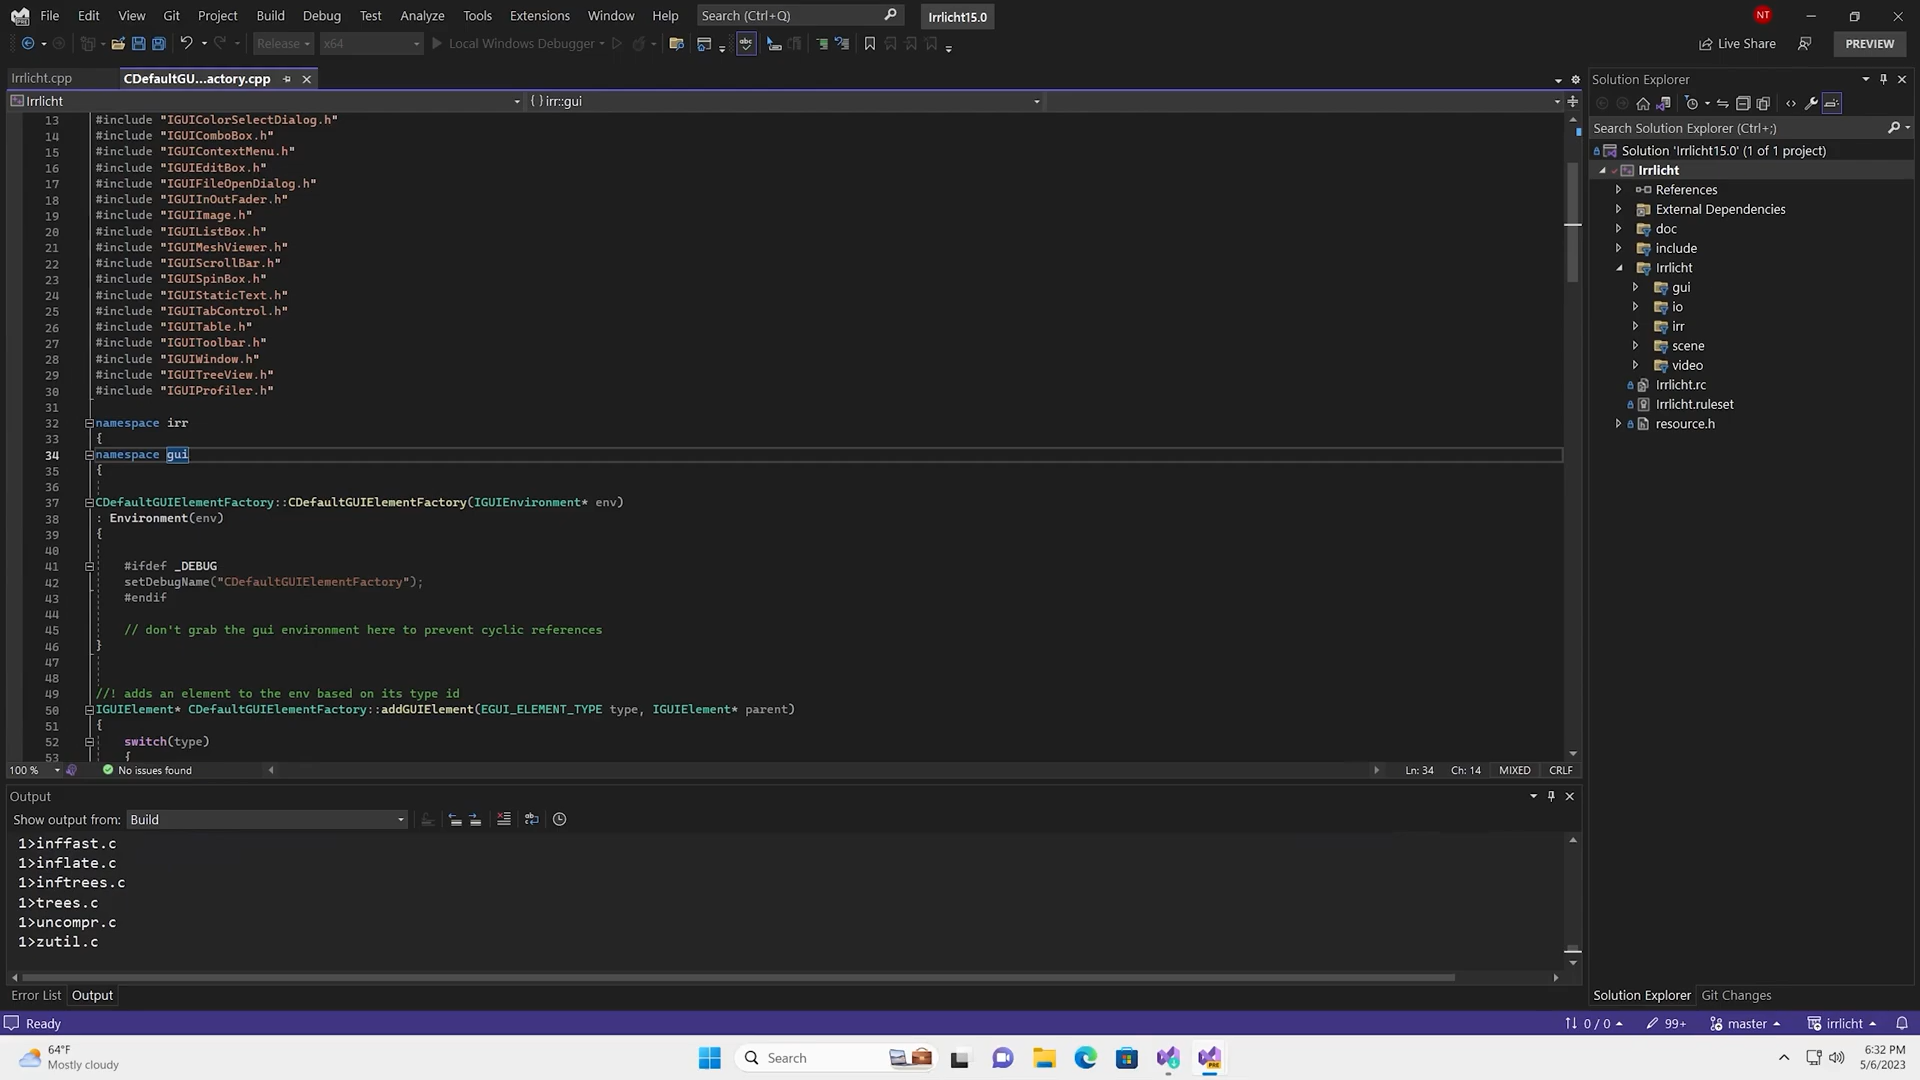 File Edit View Git Project Build Debug Test Analyze Tools Extensions Window Help Search (Ctrl+Q) Irrlicht15.0 NT
Release x64 Local Windows Debugger Live Share PREVIEW
Irrlicht.cpp CDefaultGU...actory.cpp
Irrlicht { } irr::gui
13 #include "IGUIColorSelectDialog.h"
14 #include "IGUIComboBox.h"
15 #include "IGUIContextMenu.h"
16 #include "IGUIEditBox.h"
17 #include "IGUIFileOpenDialog.h"
18 #include "IGUIInOutFader.h"
19 #include "IGUIImage.h"
20 #include "IGUIListBox.h"
21 #include "IGUIMeshViewer.h"
22 #include "IGUIScrollBar.h"
23 #include "IGUISpinBox.h"
24 #include "IGUIStaticText.h"
25 #include "IGUITabControl.h"
26 #include "IGUITable.h"
27 #include "IGUIToolbar.h"
28 #include "IGUIWindow.h"
29 #include "IGUITreeView.h"
30 #include "IGUIProfiler.h"
31
32 namespace irr
33 {
34 namespace gui
35 {
36
37 CDefaultGUIElementFactory::CDefaultGUIElementFactory(IGUIEnvironment* env)
38 : Environment(env)
39 {
40
41 #ifdef _DEBUG
42 setDebugName("CDefaultGUIElementFactory");
43 #endif
44
45 // don't grab the gui environment here to prevent cyclic references
46 }
47
48
49 //! adds an element to the env based on its type id
50 IGUIElement* CDefaultGUIElementFactory::addGUIElement(EGUI_ELEMENT_TYPE type, IGUIElement* parent)
51 {
52 switch(type)
53 {
100 % No issues found Ln: 34 Ch: 14 MIXED CRLF
Output
Show output from: Build
1>inffast.c
1>inflate.c
1>inftrees.c
1>trees.c
1>uncompr.c
1>zutil.c
Error List Output
Solution Explorer
Search Solution Explorer (Ctrl+;)
Solution 'Irrlicht15.0' (1 of 1 project)
Irrlicht
References
External Dependencies
doc
include
Irrlicht
gui
io
irr
scene
video
Irrlicht.rc
Irrlicht.ruleset
resource.h
Solution Explorer Git Changes
Ready 0 / 0 99+ master irrlicht
64°F
Mostly cloudy
Search
6:32 PM
5/6/2023